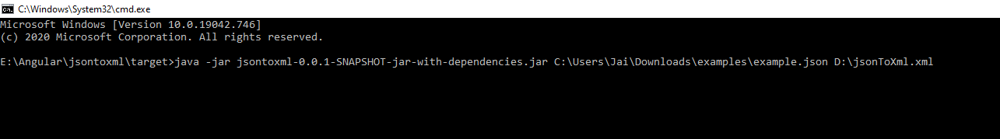 C:\Windows\System32\cmd.exe
Microsoft Windows [Version 10.0.19042.746]
(c) 2020 Microsoft Corporation. All rights reserved.
E:\Angular\jsontoxml\target>java -jar jsontoxml-0.0.1-SNAPSHOT-jar-with-dependencies.jar C:\Users\Jai\Downloads\examples\example.json D:\jsonToXml.xml